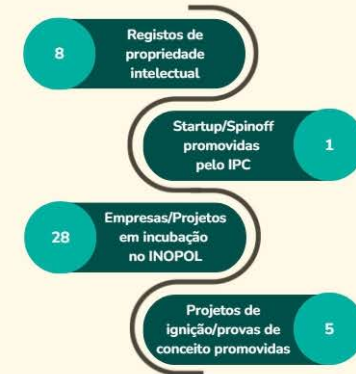 8
Registos de
propriedade
intelectual
Startup/Spinoff
promovidas
pelo IPC
1
28
Empresas/Projetos
em incubação
no INOPOL
Projetos de
ignição/provas de
conceito promovidas
5